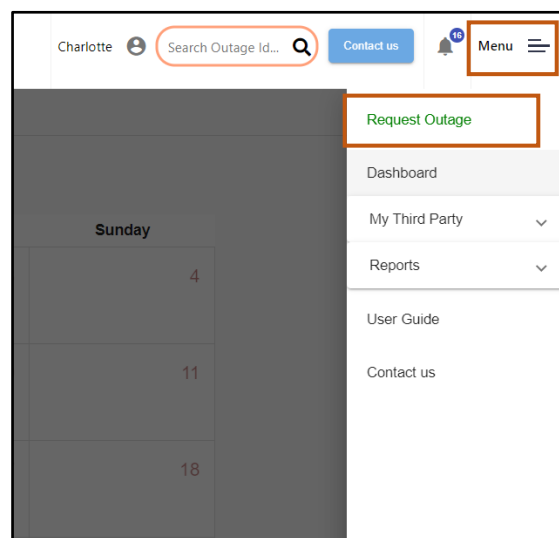 Charlotte Search Outage Id... Contact us 16 Menu
Request Outage
Dashboard
My Third Party
Sunday
Reports
4
User Guide
Contact us
11
18